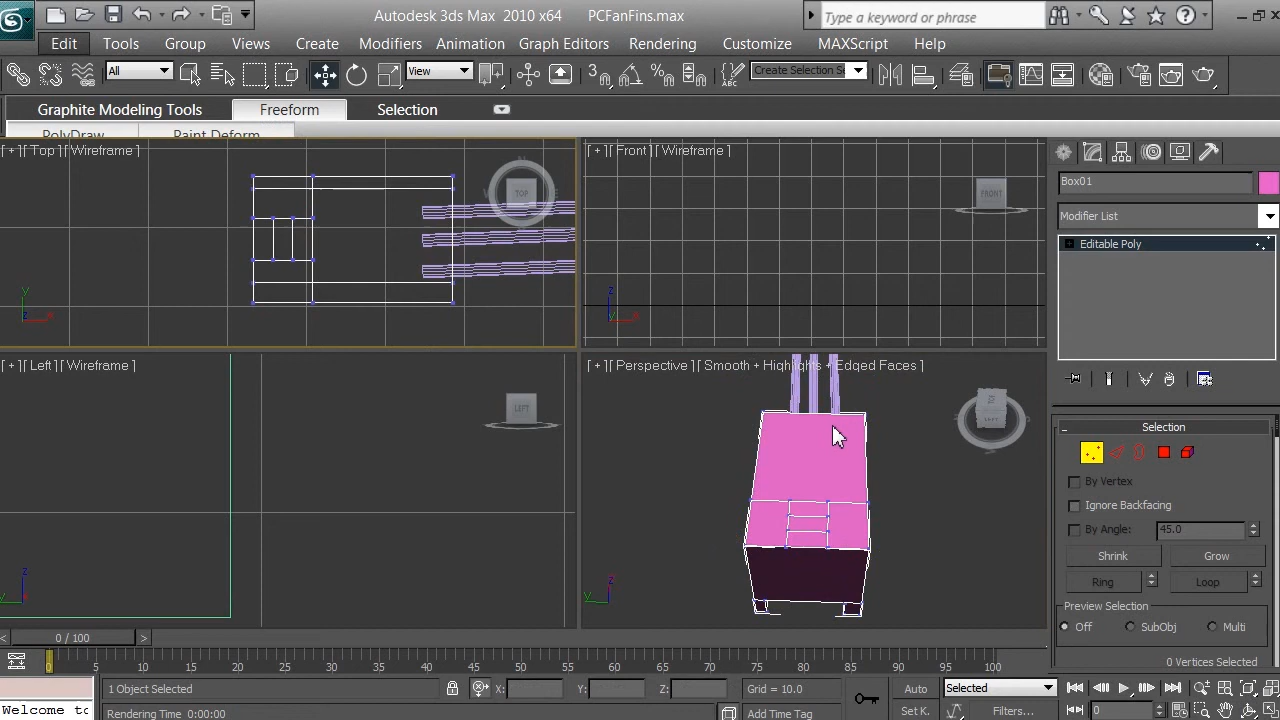 Autodesk 3ds Max 2010 x64 PCFanFins.max
Type a keyword or phrase
Edit Tools Group Views Create Modifiers Animation Graph Editors Rendering Customize MAXScript Help
All View Create Selection Se
Graphite Modeling Tools Freeform Selection
PolyDraw Paint Deform
[ + ][ Top ][ Wireframe ]
TOP
[ + ][ Front ][ Wireframe ]
FRONT
Box01
Modifier List
Editable Poly
[ + ][ Left ][ Wireframe ]
LEFT
[ + ][ Perspective ][ Smooth + Highlights + Edged Faces ]
Selection
By Vertex
Ignore Backfacing
By Angle: 45.0
Shrink Grow
Ring Loop
Preview Selection
Off SubObj Multi
0 Vertices Selected
0 / 100
0 5 10 15 20 25 30 35 40 45 50 55 60 65 70 75 80 85 90 95 100
1 Object Selected X: Y: Z: Grid = 10.0 Auto Selected
Welcome to Rendering Time 0:00:00 Add Time Tag Set K. Filters... 0